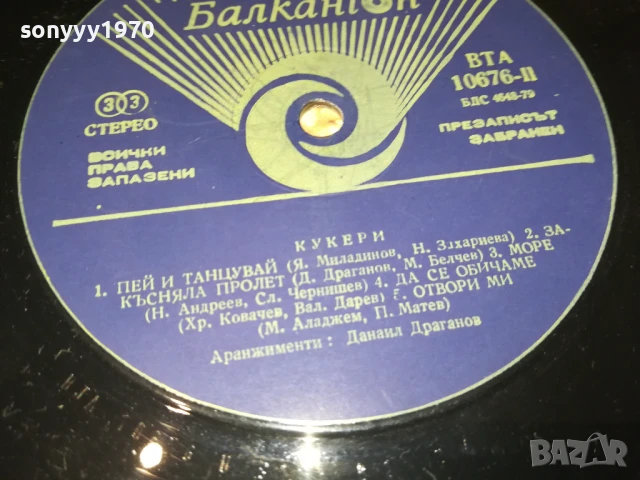 sonyyy1970
Балкантон
33
СТЕРЕО
ВСИЧКИ
ПРАВА
ЗАПАЗЕНИ
ВТА
10676-II
БДС 4648-79
ПРЕЗАПИСЪТ
ЗАБРАНЕН
КУКЕРИ
1. ПЕЙ И ТАНЦУВАЙ (Я. Миладинов, Н. Захариева) 2. ЗА-
КЪСНЯЛА ПРОЛЕТ (Д. Драганов, М. Белчев) 3. МОРЕ
(Н. Андреев, Сл. Чернишев) 4. ДА СЕ ОБИЧАМЕ
(Хр. Ковачев, Вал. Дарев) 5. ОТВОРИ МИ
(М. Аладжем, П. Матев)
Аранжименти : Данаил Драганов
BAZAR